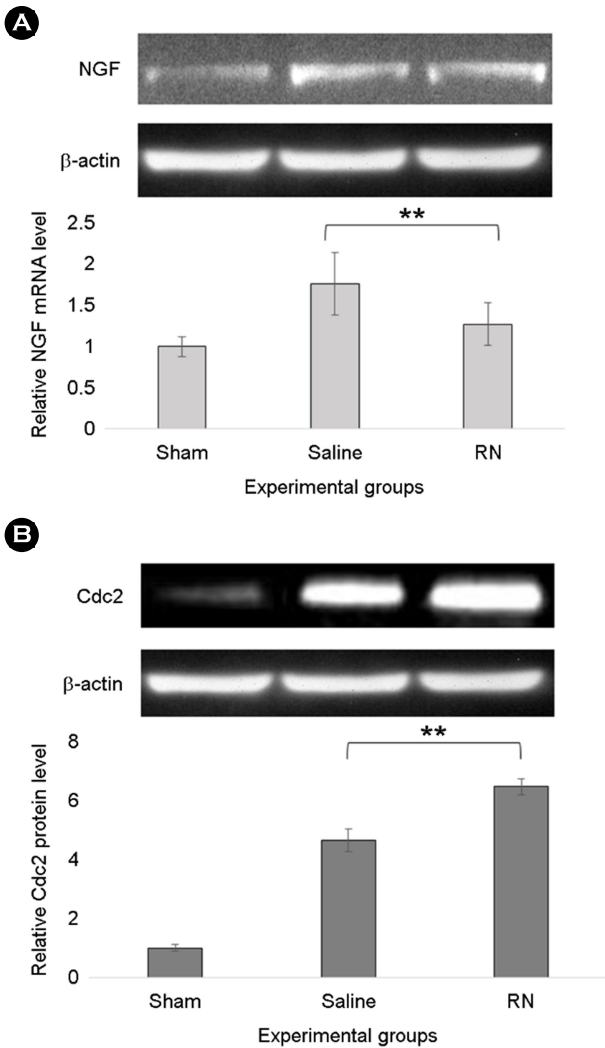 A
NGF
β-actin
Relative NGF mRNA level
2.5
2
1.5
1
0.5
0
**
Sham Saline RN
Experimental groups
B
Cdc2
β-actin
Relative Cdc2 protein level
8
6
4
2
0
**
Sham Saline RN
Experimental groups